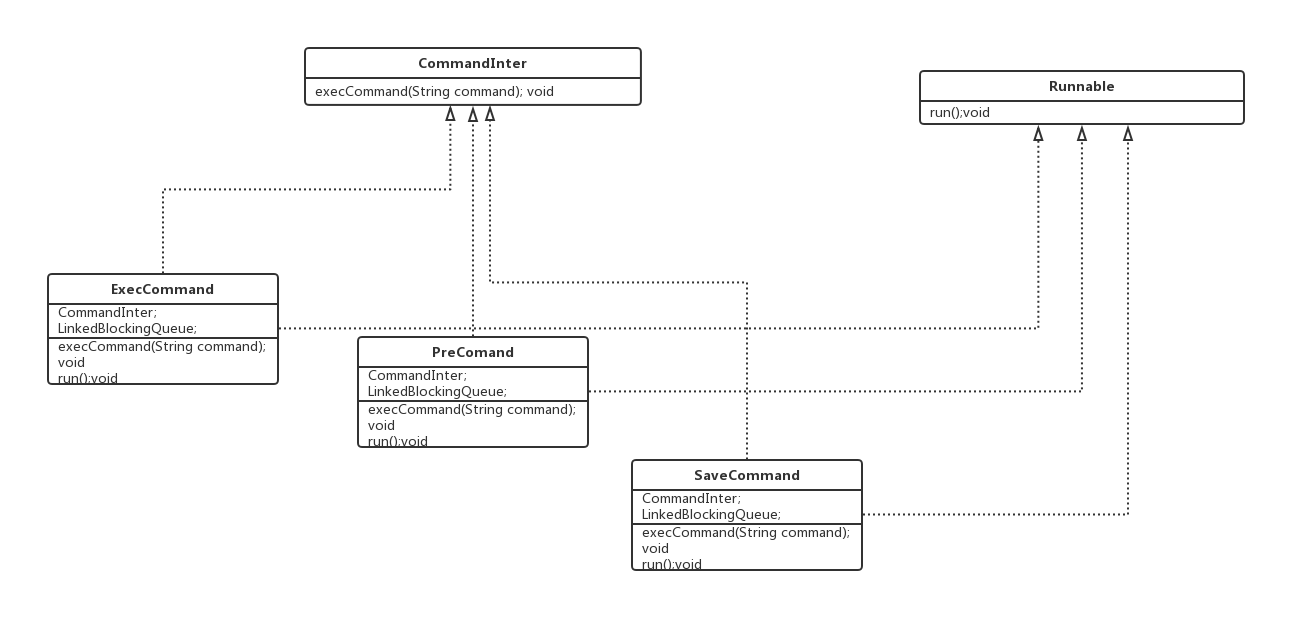 CommandInter
execCommand(String command); void
Runnable
run();void
ExecCommand
CommandInter;
LinkedBlockingQueue;
execCommand(String command);
void
run();void
PreComand
CommandInter;
LinkedBlockingQueue;
execCommand(String command);
void
run();void
SaveCommand
CommandInter;
LinkedBlockingQueue;
execCommand(String command);
void
run();void